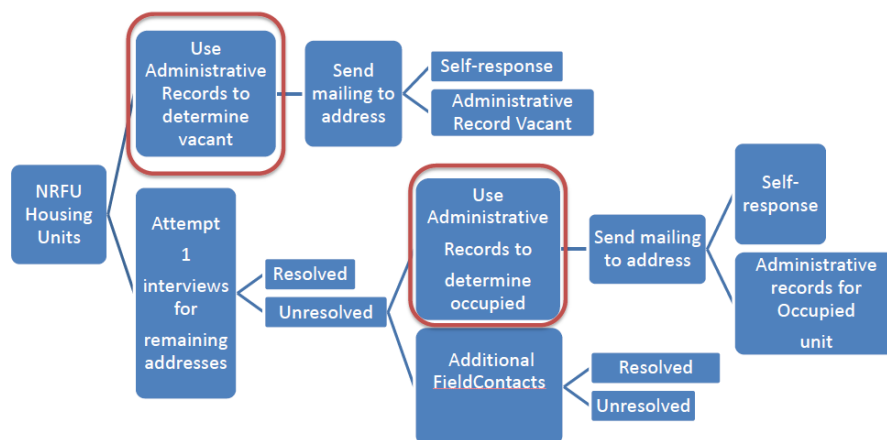 Use
Administrative
Records to
determine
vacant
Send
mailing to
address
Self-response
Administrative
Record Vacant
NRFU
Housing
Units
Attempt
1
interviews
for
remaining
addresses
Resolved
Unresolved
Use
Administrative
Records to
determine
occupied
Send mailing
to address
Self-
response
Administrative
records for
Occupied
unit
Additional
FieldContacts
Resolved
Unresolved